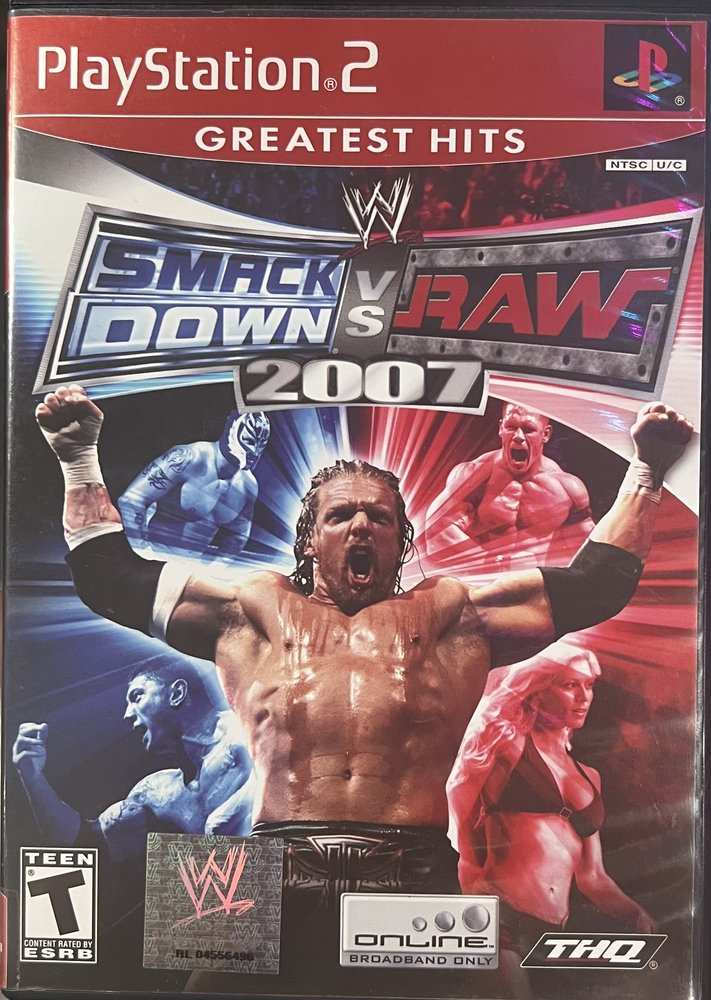 PlayStation®2
GREATEST HITS
NTSC U/C
W
SMACK DOWN VS RAW
2007
TEEN
T
CONTENT RATED BY
ESRB
W
RL 04556496
ONLINE
BROADBAND ONLY
THQ